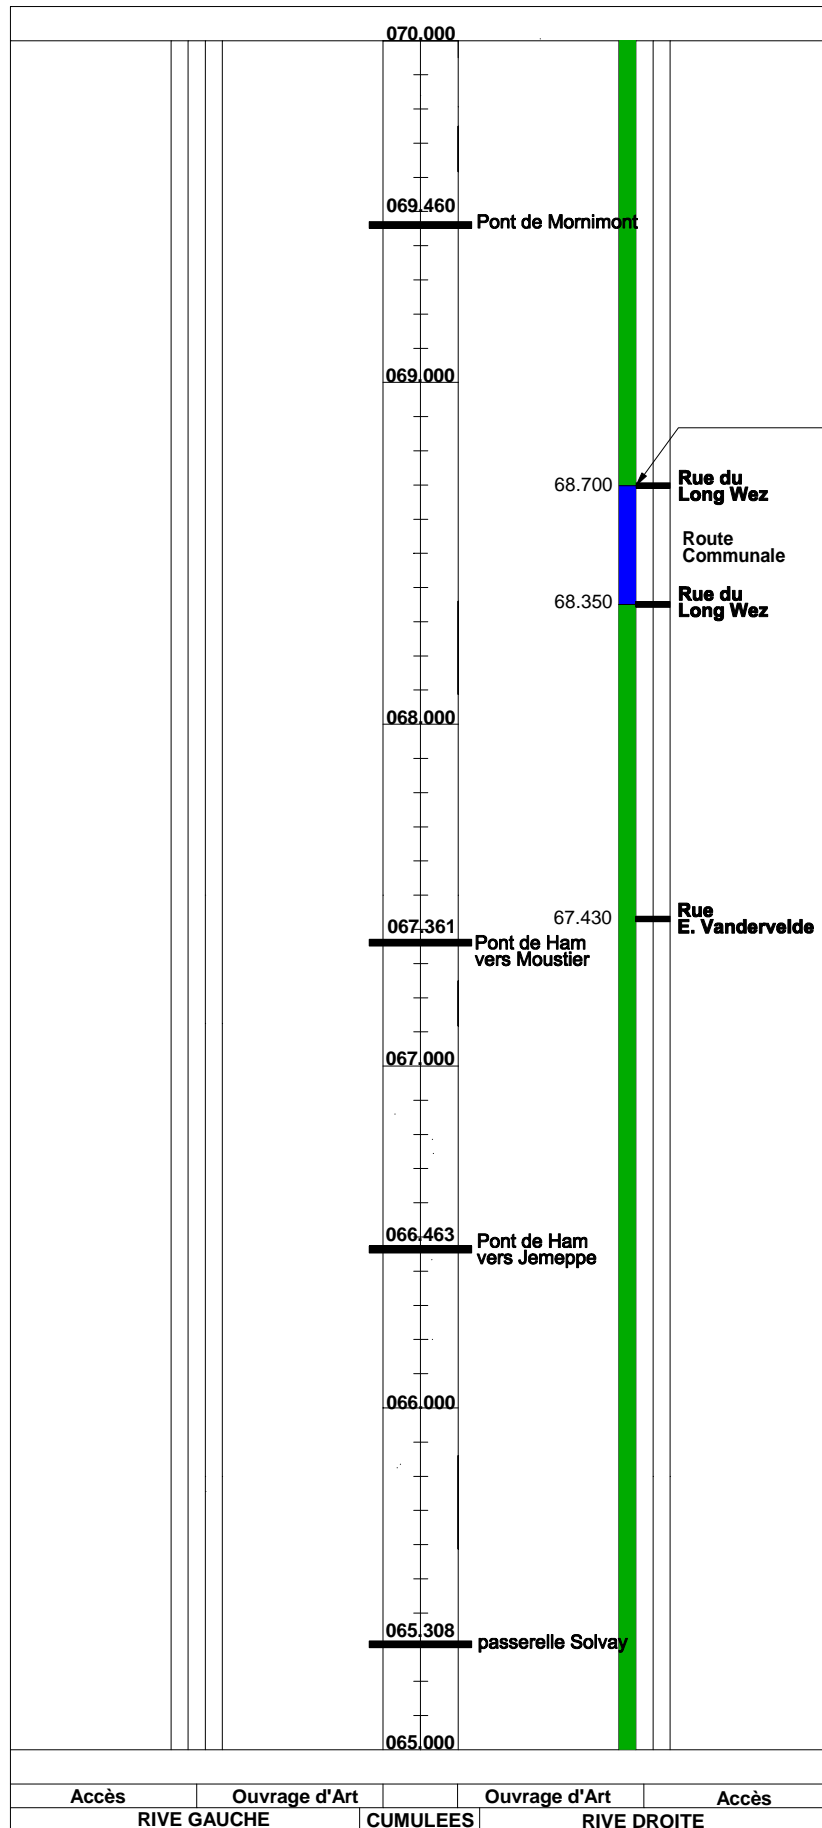 070.000
069.460
Pont de Mornimont
069.000
68.700
Rue du
Long Wez
Route
Communale
68.350
Rue du
Long Wez
068.000
67.430
Rue
E. Vandervelde
067.361
Pont de Ham
vers Moustier
067.000
066.463
Pont de Ham
vers Jemeppe
066.000
065.308
passerelle Solvay
065.000
Accès Ouvrage d'Art Ouvrage d'Art Accès
RIVE GAUCHE CUMULEES RIVE DROITE